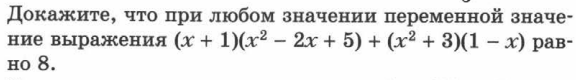 Докажите, что при любом значении переменной значе-
ние выражения (x + 1)(x² − 2x + 5) + (x² + 3)(1 − x) рав-
но 8.